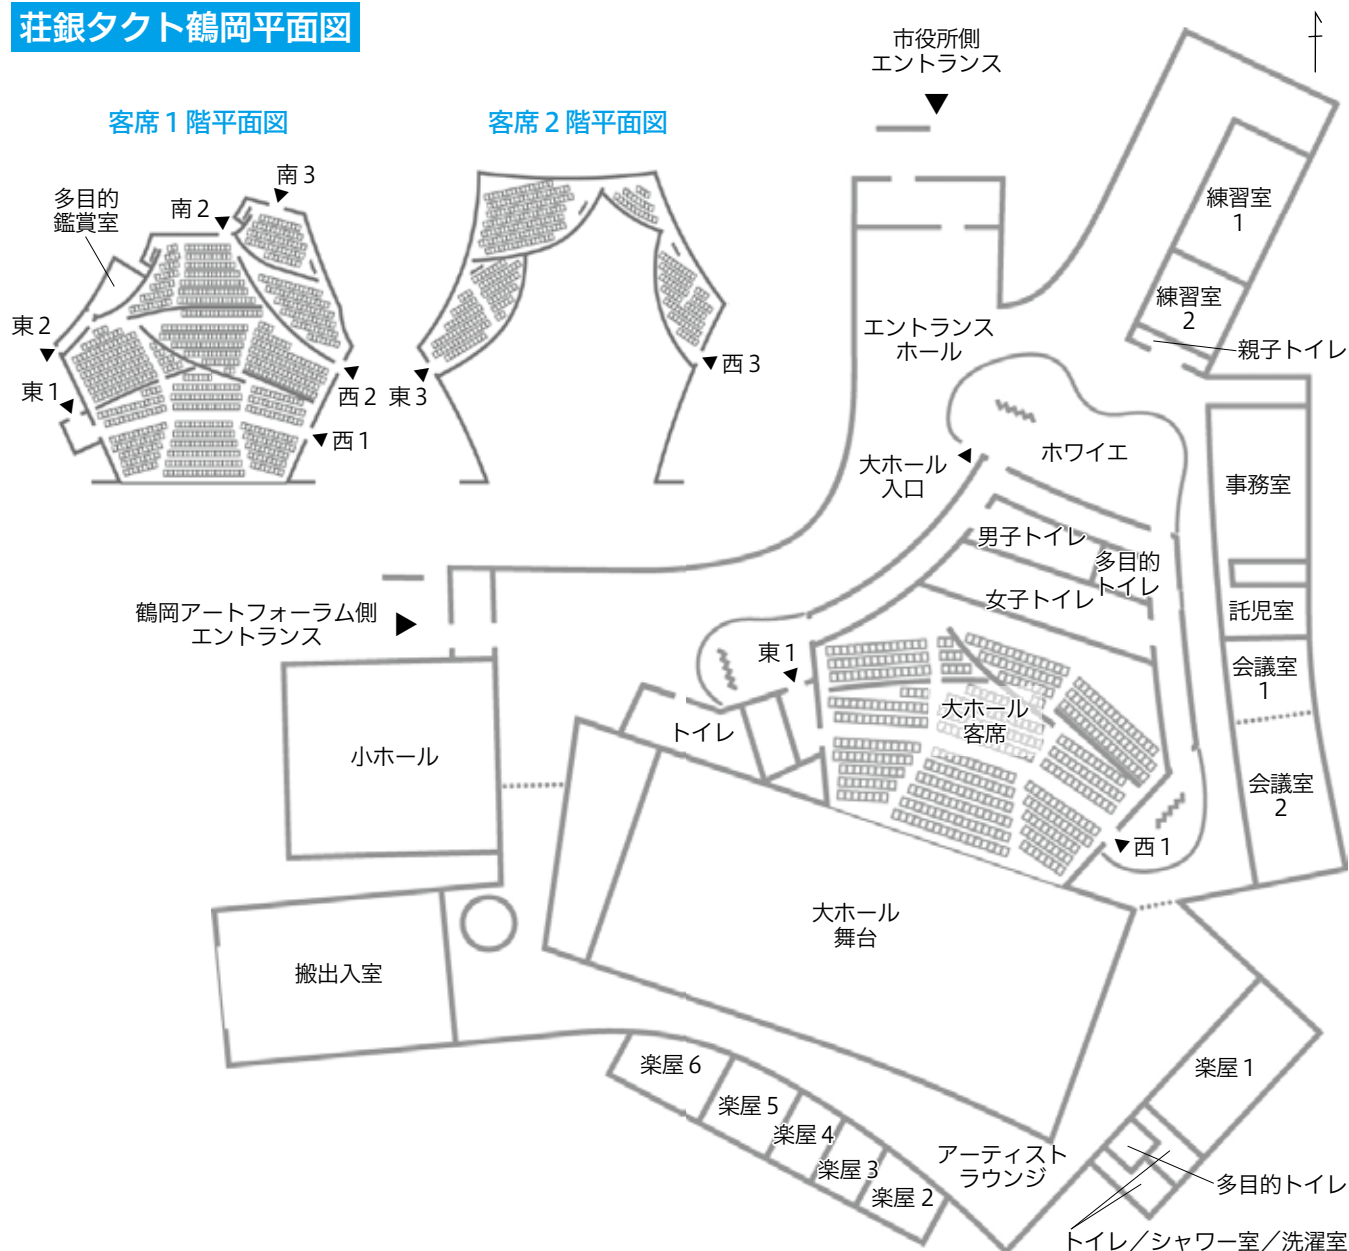 荘銀タクト鶴岡平面図
市役所側
エントランス
客席1階平面図
客席2階平面図
南3
多目的
鑑賞室
南2
東2
東1
西2
西1
東3
西3
練習室
1
練習室
2
親子トイレ
エントランス
ホール
ホワイエ
大ホール
入口
事務室
男子トイレ
多目的
トイレ
女子トイレ
託児室
鶴岡アートフォーラム側
エントランス
東1
会議室
1
大ホール
客席
トイレ
小ホール
会議室
2
西1
大ホール
舞台
搬出入室
楽屋6
楽屋5
楽屋4
楽屋3
楽屋2
楽屋1
アーティスト
ラウンジ
多目的トイレ
トイレ／シャワー室／洗濯室